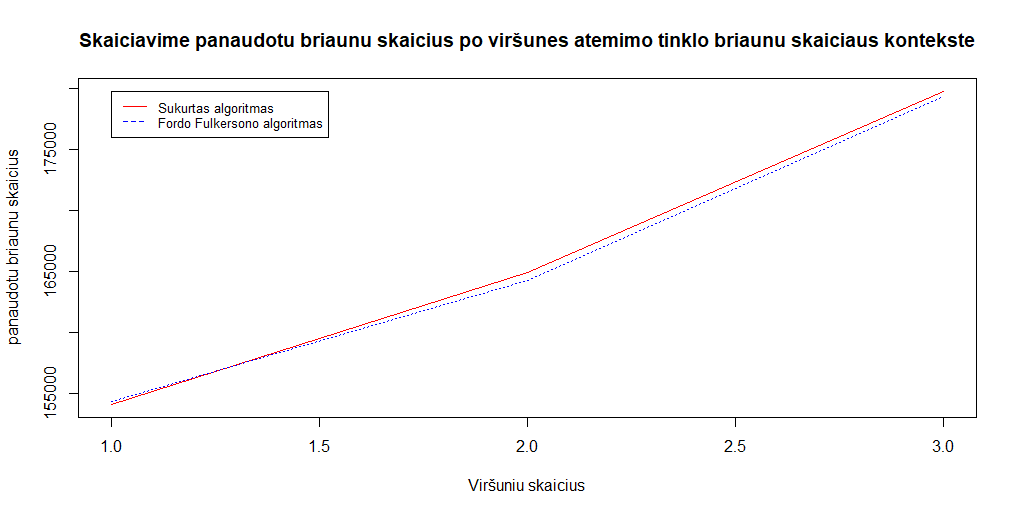 Skaiciavime panaudotu briaunu skaicius po viršunes atemimo tinklo briaunu skaiciaus kontekste
Sukurtas algoritmas
Fordo Fulkersono algoritmas
panaudotu briaunu skaicius
175000
165000
155000
1.0 1.5 2.0 2.5 3.0
Viršuniu skaicius